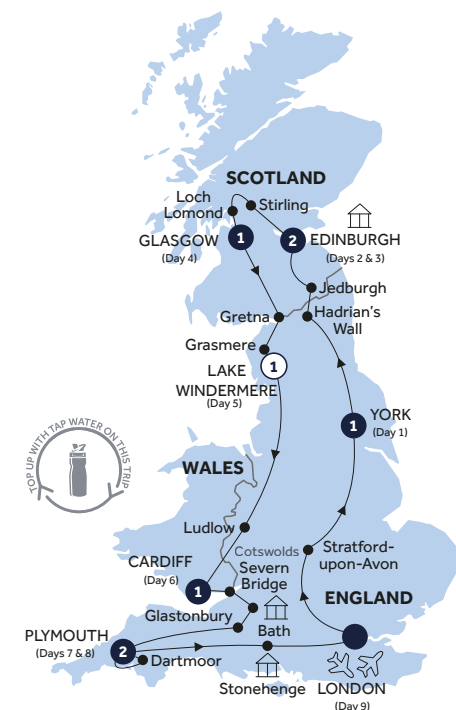 SCOTLAND
Loch
Lomond
Stirling
GLASGOW
(Day 4)
1
2
EDINBURGH
(Days 2 & 3)
Jedburgh
Gretna
Hadrian's
Wall
Grasmere
LAKE
WINDERMERE
(Day 5)
1
1
YORK
(Day 1)
TOP UP WITH TAP WATER ON THIS TRIP
WALES
Ludlow
Cotswolds
Stratford-
upon-Avon
CARDIFF
(Day 6)
1
Severn
Bridge
ENGLAND
Glastonbury
Bath
PLYMOUTH
(Days 7 & 8)
2
Dartmoor
Stonehenge
LONDON
(Day 9)